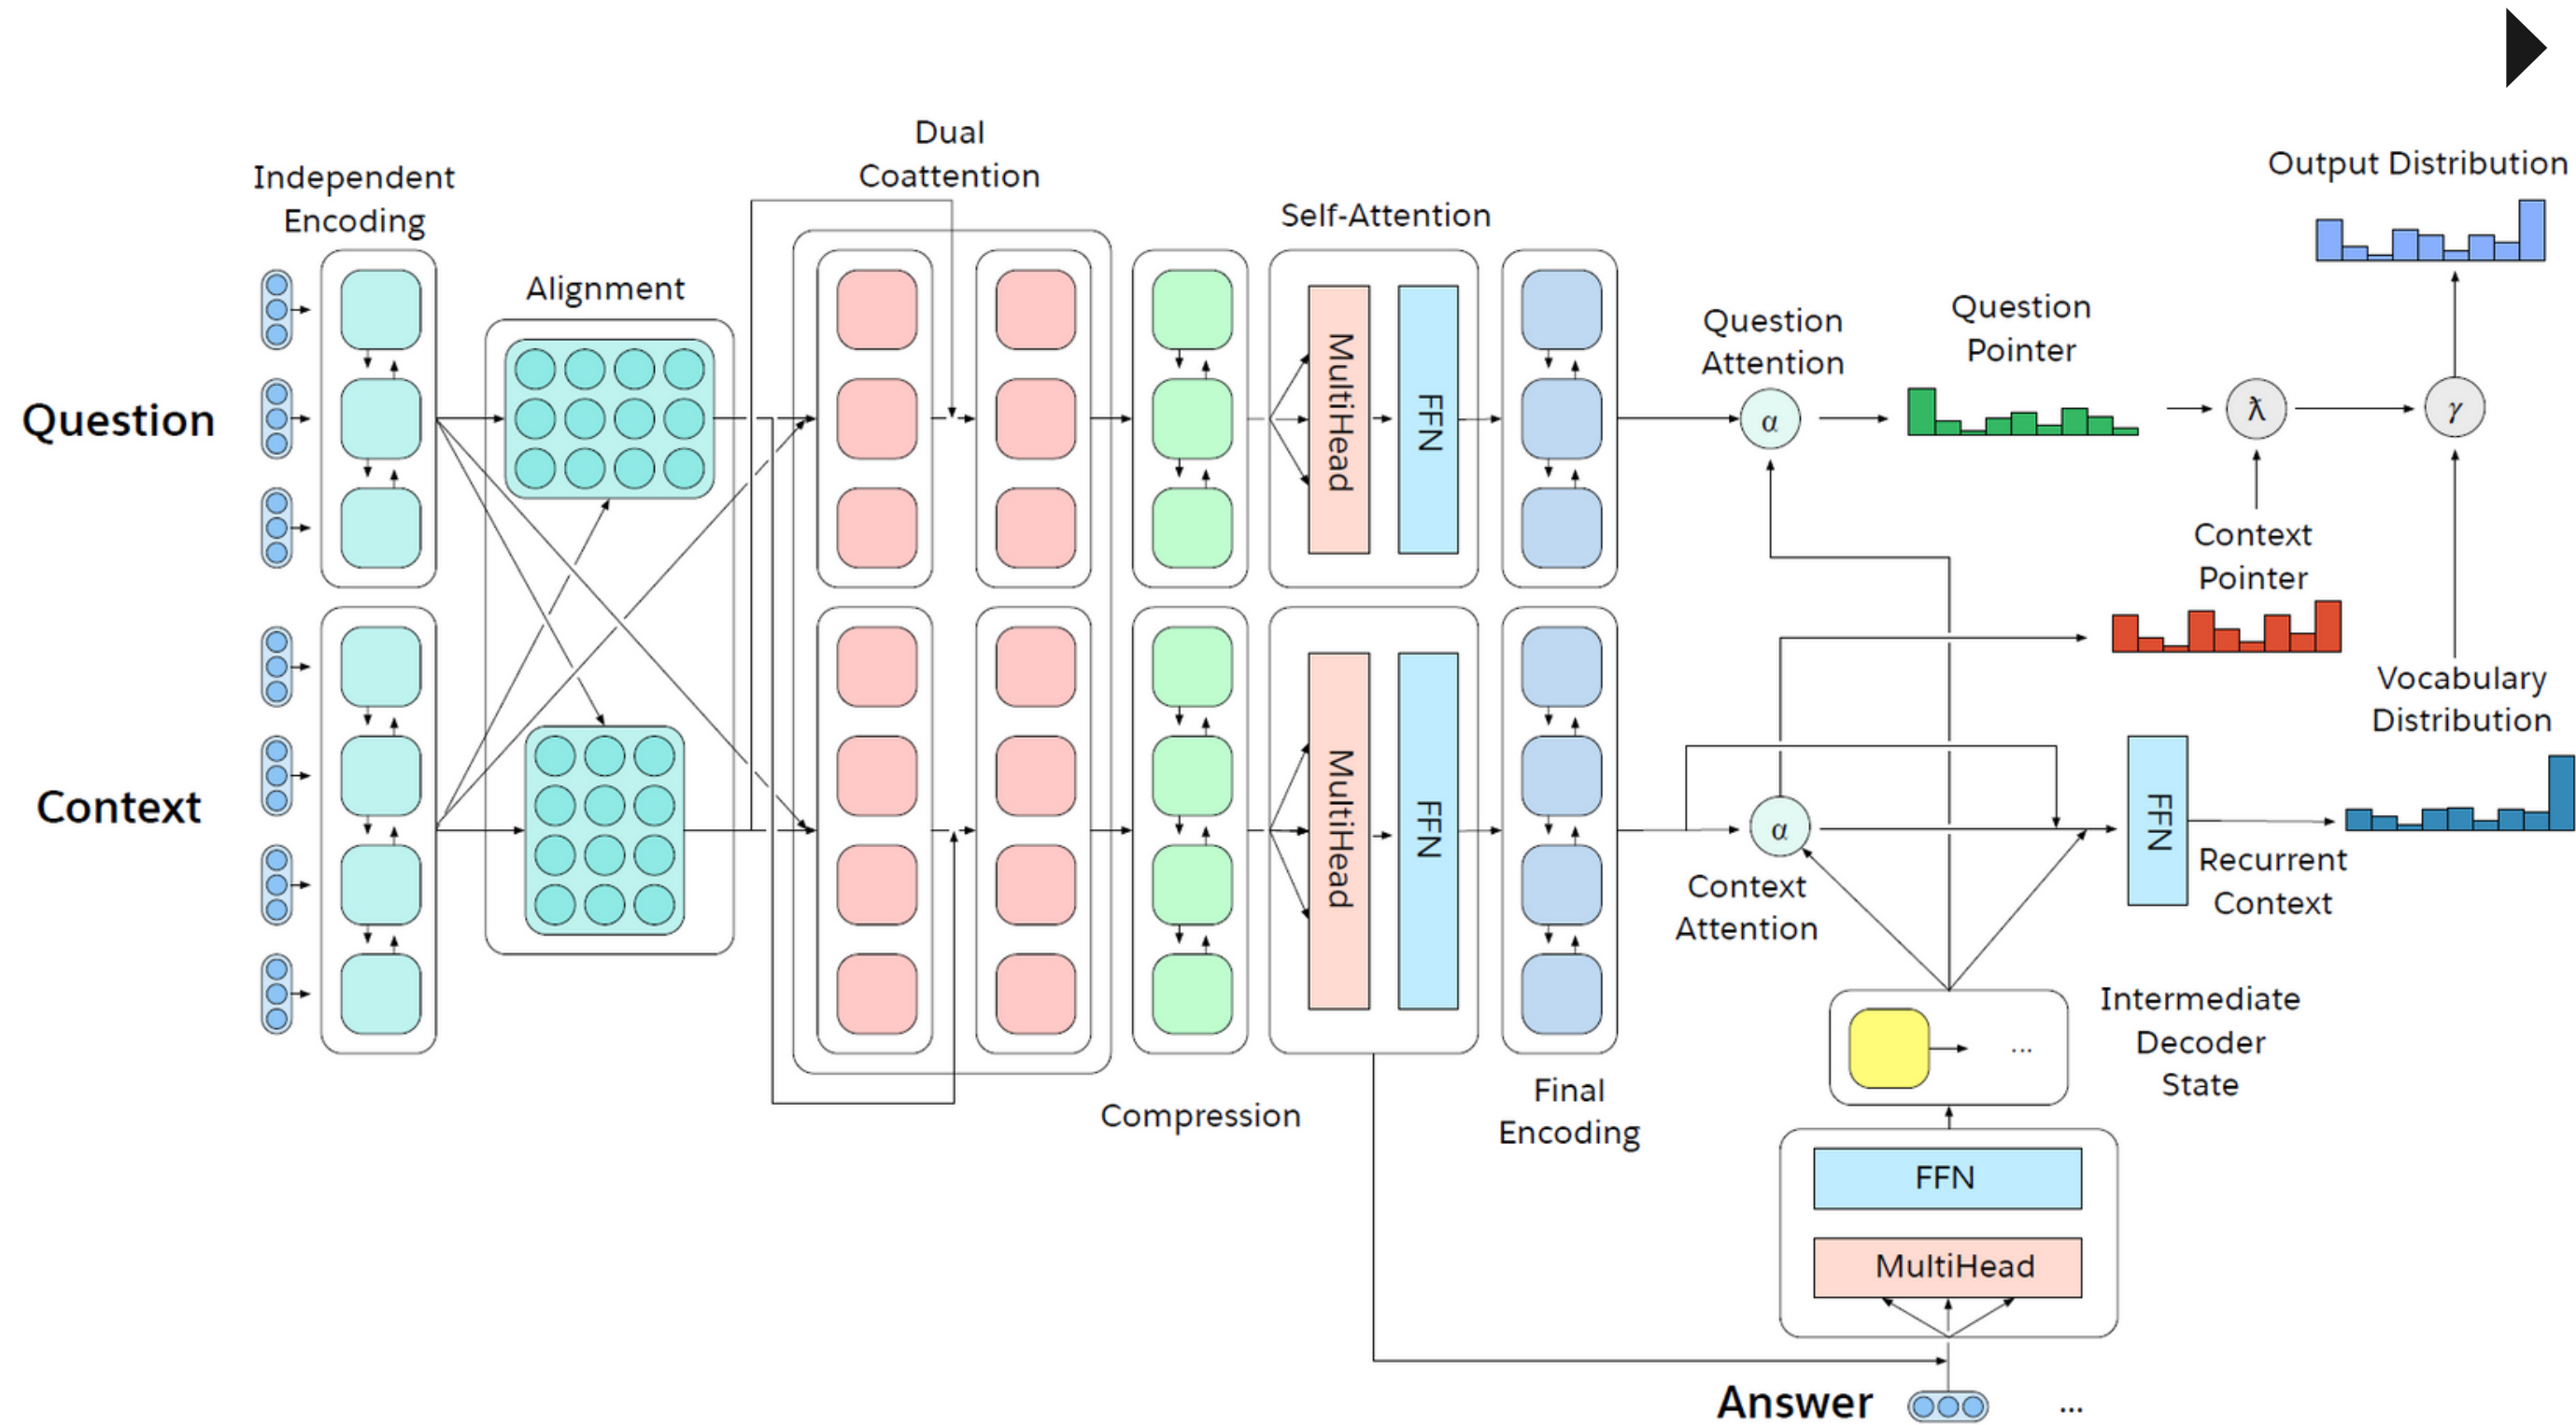 Dual
Coattention
Independent
Encoding
Output Distribution
Self-Attention
Alignment
Question
Pointer
Question
Attention
MultiHead
FFN
Question
α
ƛ
γ
Context
Pointer
Vocabulary
Distribution
Context
MultiHead
FFN
α
FFN
Recurrent
Context
Context
Attention
Intermediate
Decoder
State
...
Final
Encoding
Compression
FFN
MultiHead
Answer
...